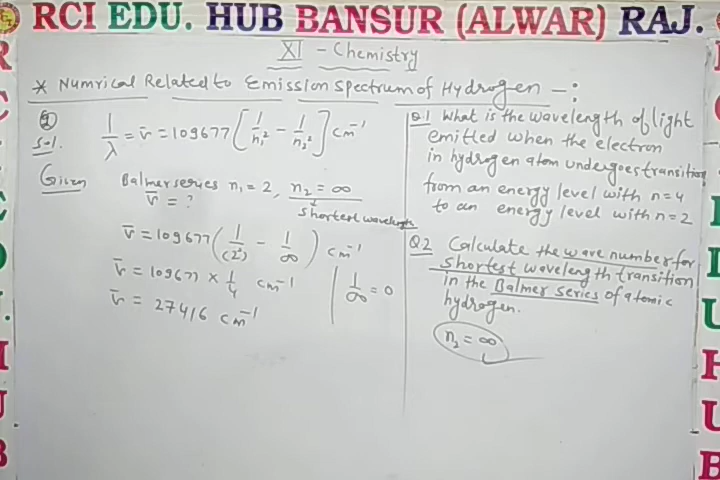 RCI EDU. HUB BANSUR (ALWAR) RAJ.
XI - Chemistry
* Numrical Related to Emission Spectrum of Hydrogen -:
Sol.
1/λ = v̄ = 109677 [1/n₁² - 1/n₂²] cm⁻¹
Given
Balmer series n₁ = 2, n₂ = ∞
v̄ = ?
Shortest wavelength
v̄ = 109677 (1/(2²) - 1/∞) cm⁻¹
v̄ = 109677 × 1/4 cm⁻¹
1/∞ = 0
v̄ = 27416 cm⁻¹
Q.1 What is the wavelength of light
emitted when the electron
in hydrogen atom undergoes transition
from an energy level with n=4
to an energy level with n=2
Q.2 Calculate the wave number for
Shortest wavelength transition
in the Balmer Series of atomic
hydrogen.
n₂ = ∞